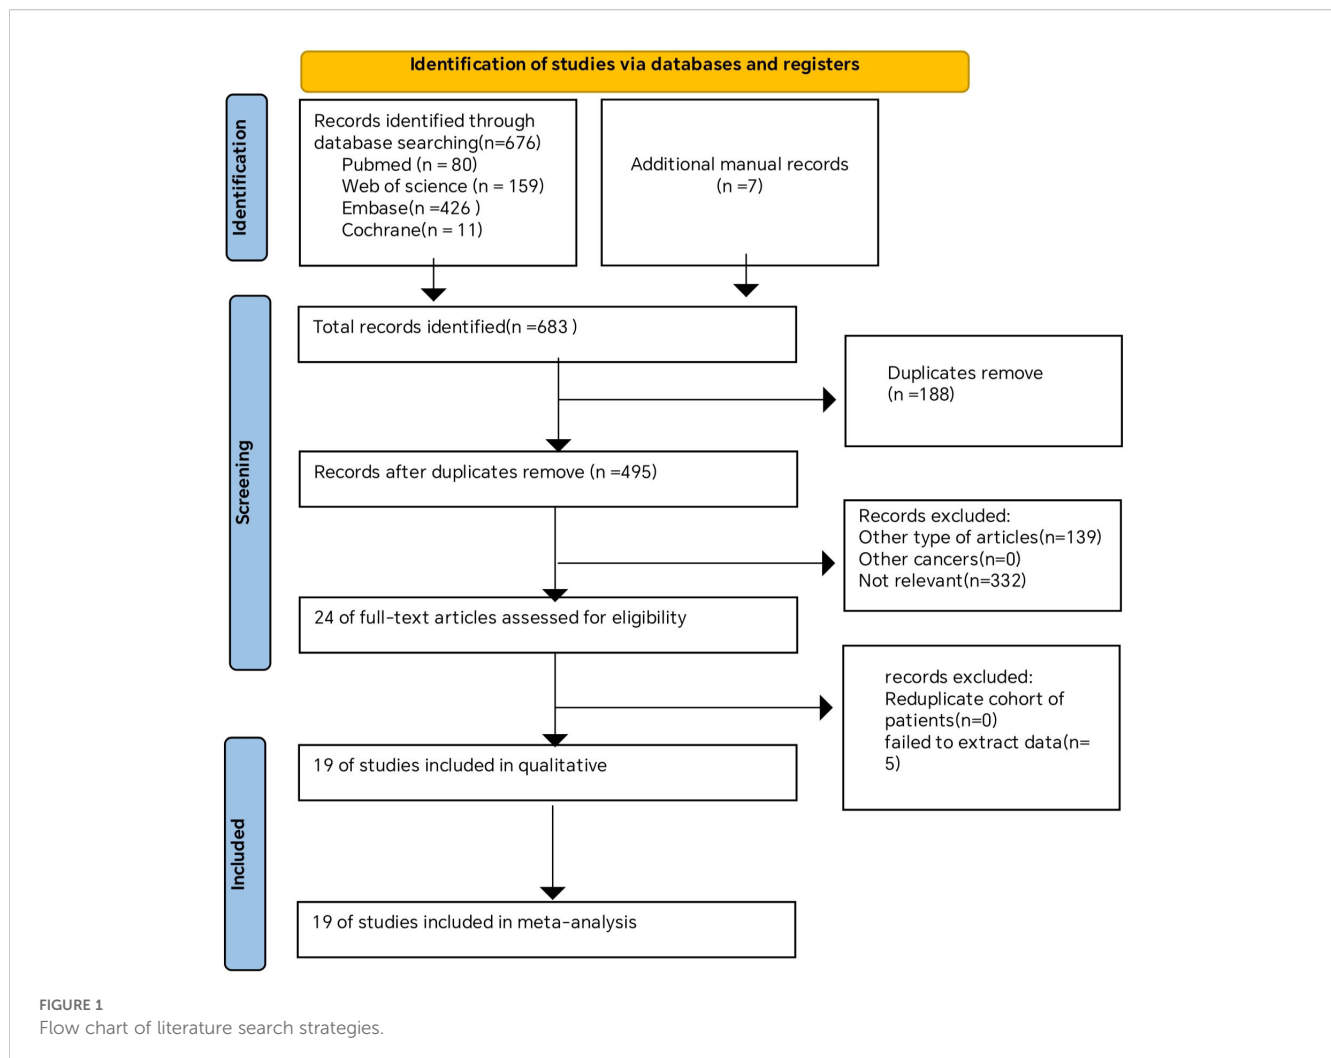 Identification of studies via databases and registers
Identification
Records identified through
database searching(n=676)
Pubmed (n = 80)
Web of science (n = 159)
Embase(n =426 )
Cochrane(n = 11)
Additional manual records
(n =7)
Screening
Total records identified(n =683 )
Duplicates remove
(n =188)
Records after duplicates remove (n =495)
Records excluded:
Other type of articles(n=139)
Other cancers(n=0)
Not relevant(n=332)
24 of full-text articles assessed for eligibility
records excluded:
Reduplicate cohort of
patients(n=0)
failed to extract data(n=
5)
Included
19 of studies included in qualitative
19 of studies included in meta-analysis
FIGURE 1
Flow chart of literature search strategies.